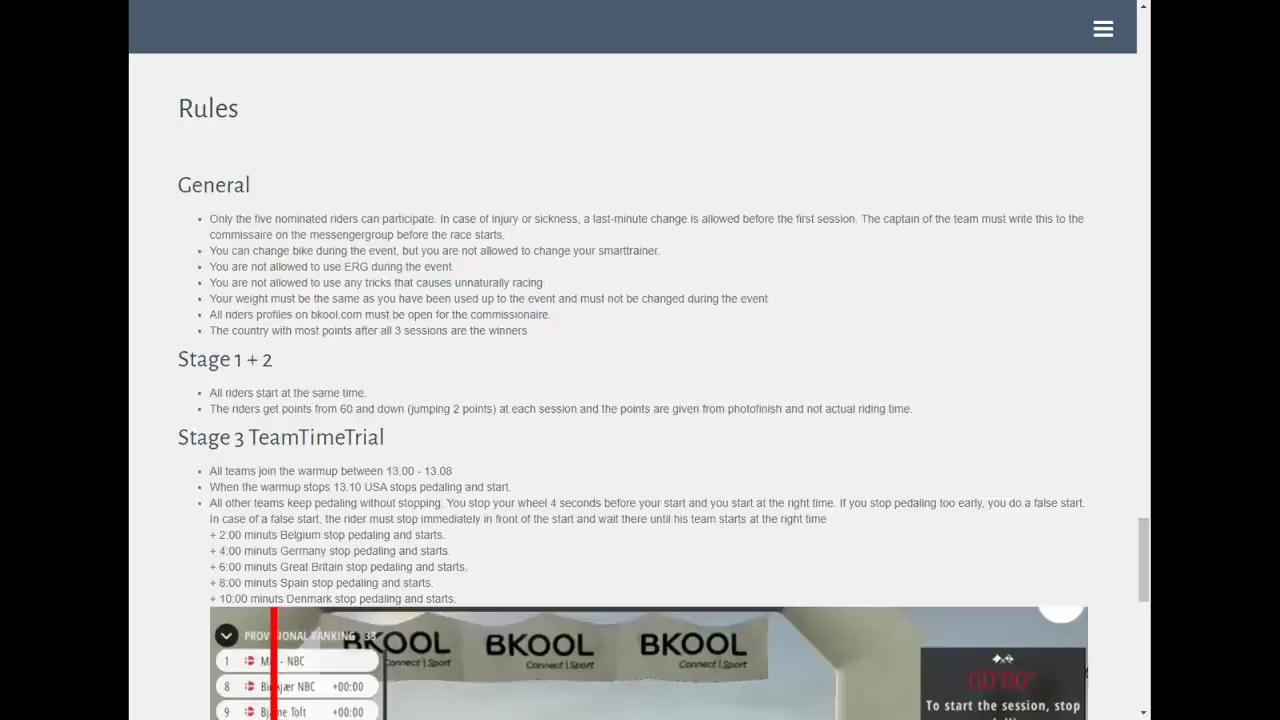 Rules
General
Only the five nominated riders can participate. In case of injury or sickness, a last-minute change is allowed before the first session. The captain of the team must write this to the
commissaire on the messengergroup before the race starts.
You can change bike during the event, but you are not allowed to change your smarttrainer.
You are not allowed to use ERG during the event.
You are not allowed to use any tricks that causes unnaturally racing.
Your weight must be the same as you have been used up to the event and must not be changed during the event.
All riders profiles on bkool.com must be open for the commissionaire.
The country with most points after all 3 sessions are the winners.
Stage 1 + 2
All riders start at the same time.
The riders get points from 60 and down (jumping 2 points) at each session and the points are given from photofinish and not actual riding time.
Stage 3 TeamTimeTrial
All teams join the warmup between 13.00 - 13.08
When the warmup stops 13.10 USA stops pedaling and start.
All other teams keep pedaling without stopping. You stop your wheel 4 seconds before your start and you start at the right time. If you stop pedaling too early, you do a false start.
In case of a false start, the rider must stop immediately in front of the start and wait there until his team starts at the right time
+ 2:00 minuts Belgium stop pedaling and starts.
+ 4:00 minuts Germany stop pedaling and starts.
+ 6:00 minuts Great Britain stop pedaling and starts.
+ 8:00 minuts Spain stop pedaling and starts.
+ 10:00 minuts Denmark stop pedaling and starts.
PROVISIONAL RANKING 33
1 - NBC
8 NBC +00:00
9 Toft +00:00
BKOOL BKOOL BKOOL
Connect | Sport Connect | Sport Connect | Sport
00'00"
To start the session, stop